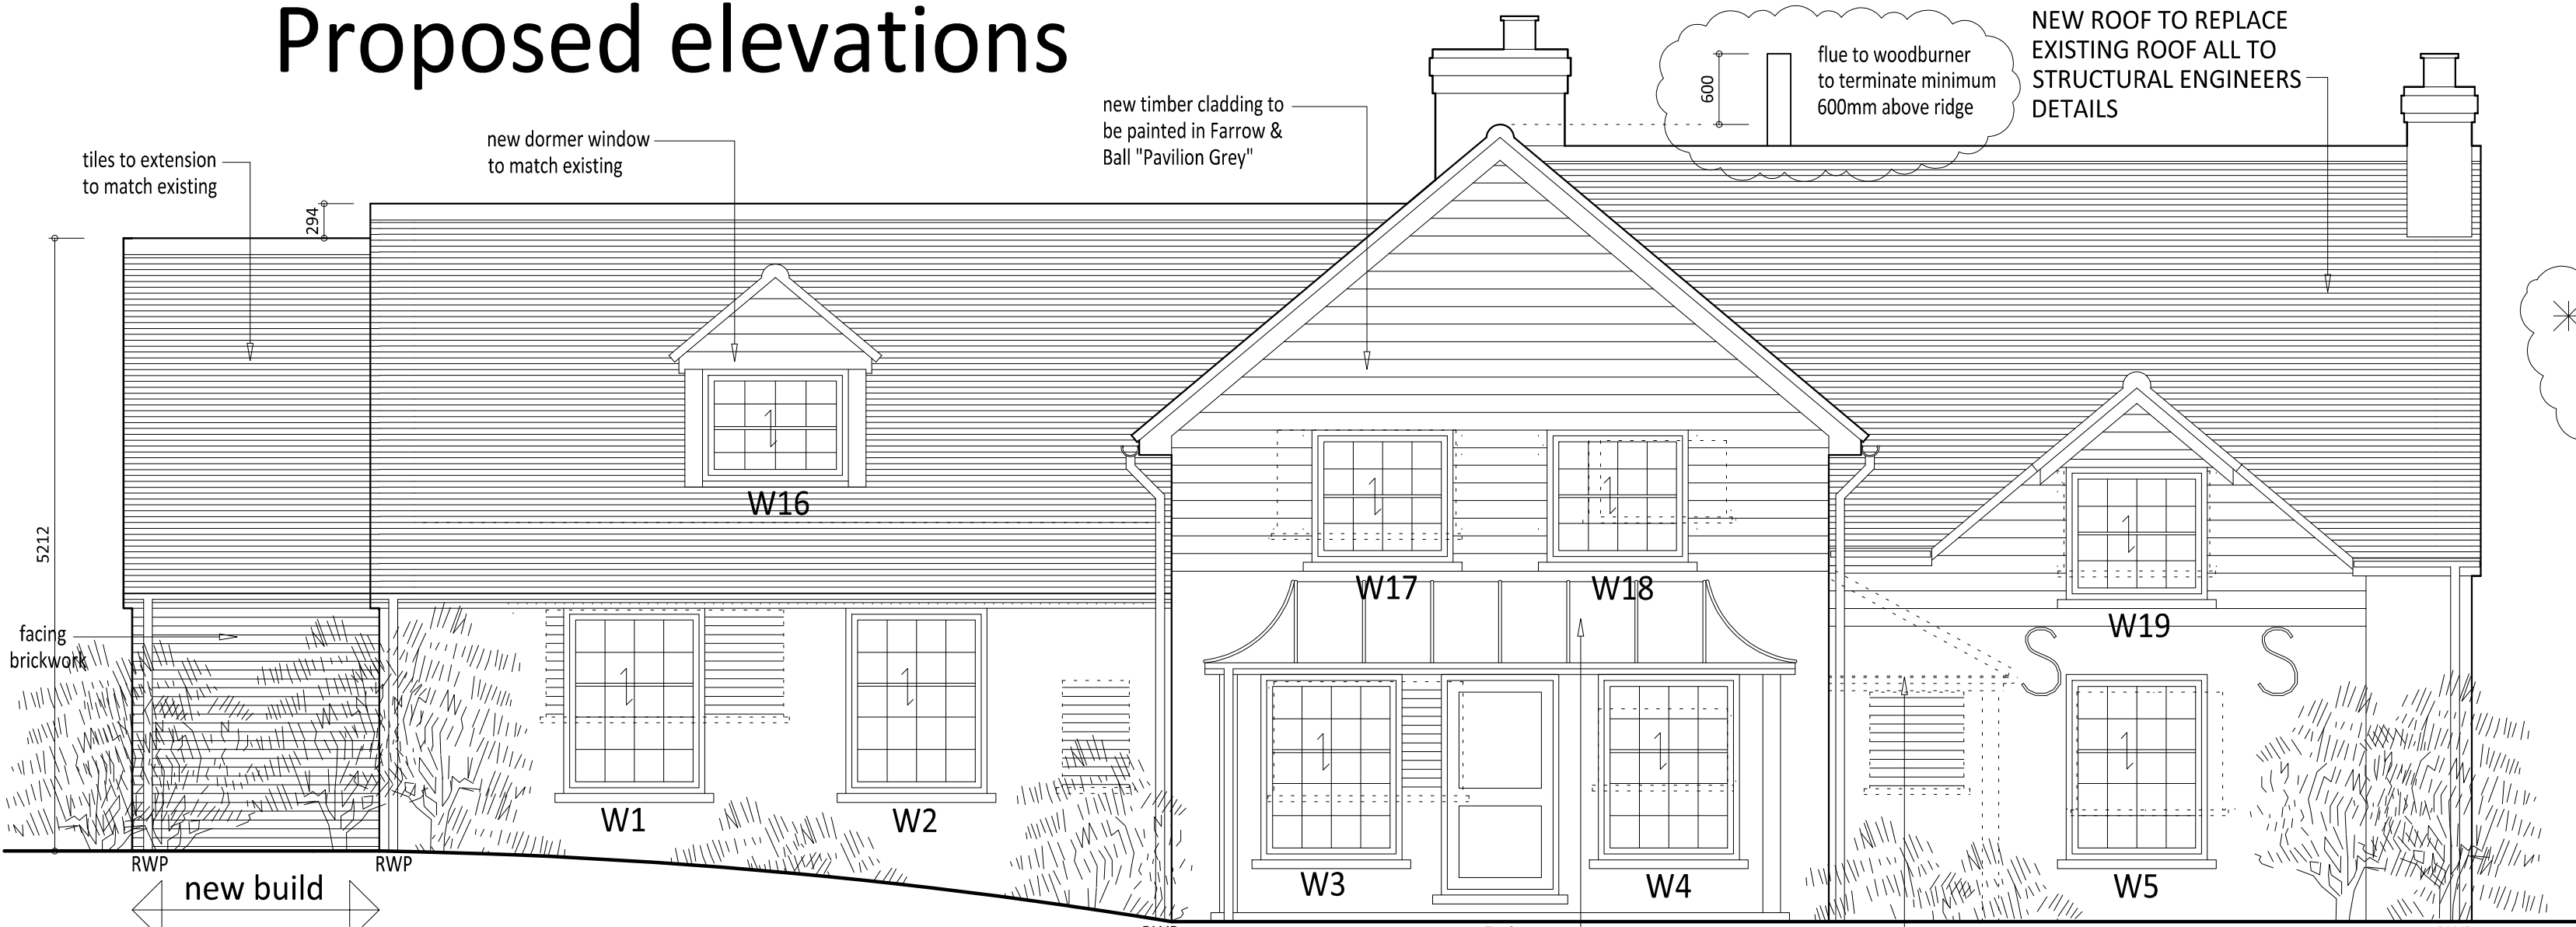 Proposed elevations
NEW ROOF TO REPLACE
EXISTING ROOF ALL TO
STRUCTURAL ENGINEERS
DETAILS
flue to woodburner
to terminate minimum
600mm above ridge
600
new timber cladding to
be painted in Farrow &
Ball "Pavilion Grey"
new dormer window
to match existing
tiles to extension
to match existing
294
5212
W16
W17
W18
W19
facing
brickwork
W1
W2
W3
W4
W5
RWP
RWP
new build